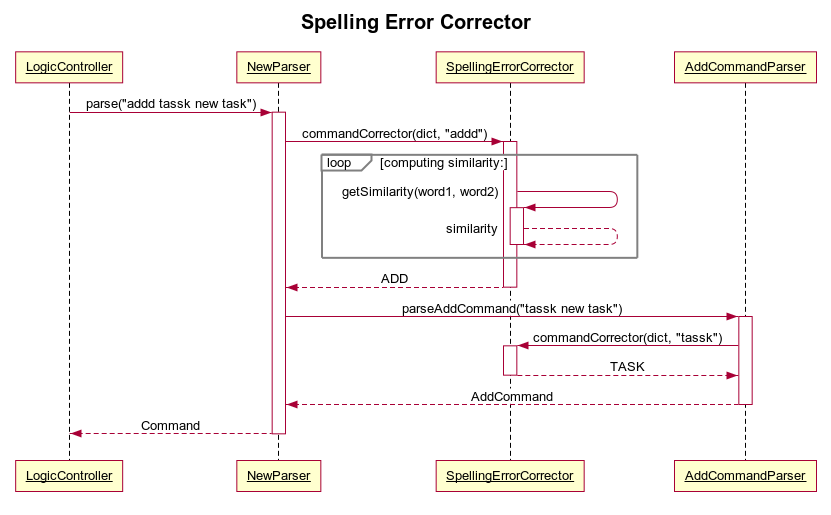 Spelling Error Corrector
LogicController
NewParser
SpellingErrorCorrector
AddCommandParser
parse("addd tassk new task")
commandCorrector(dict, "addd")
loop [computing similarity:]
getSimilarity(word1, word2)
similarity
ADD
parseAddCommand("tassk new task")
commandCorrector(dict, "tassk")
TASK
AddCommand
Command
LogicController
NewParser
SpellingErrorCorrector
AddCommandParser